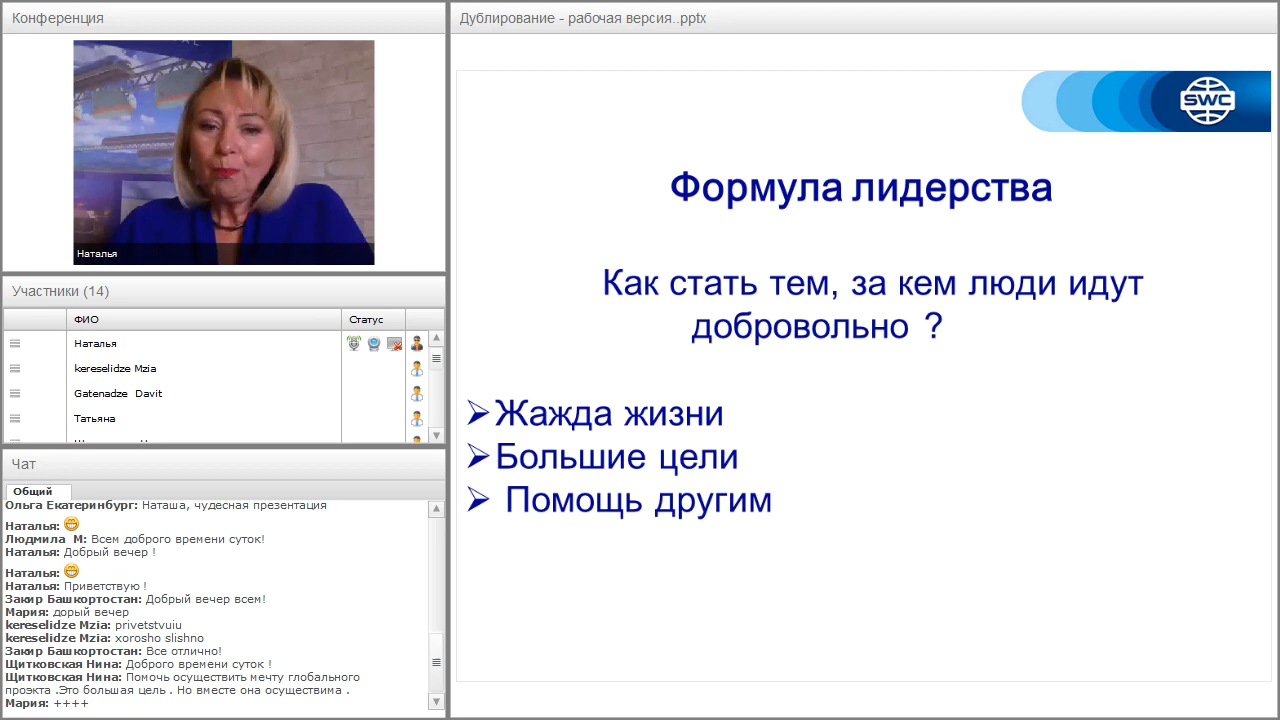 Конференция
Наталья
Участники (14)
ФИО
Статус
Наталья
kereselidze Mzia
Gatenadze Davit
Татьяна
Чат
Общий
Ольга Екатеринбург: Наташа, чудесная презентация
Наталья:
Людмила М: Всем доброго времени суток!
Наталья: Добрый вечер !
Наталья:
Наталья: Приветствую !
Закир Башкортостан: Добрый вечер всем!
Мария: дорый вечер
kereselidze Mzia: privetstvuiu
kereselidze Mzia: xorosho slishno
Закир Башкортостан: Все отлично!
Щитковская Нина: Доброго времени суток !
Щитковская Нина: Помочь осуществить мечту глобального
проэкта .Это большая цель . Но вместе она осуществима .
Мария: ++++
Дублирование - рабочая версия..pptx
SWC
Формула лидерства
Как стать тем, за кем люди идут
добровольно ?
Жажда жизни
Большие цели
Помощь другим